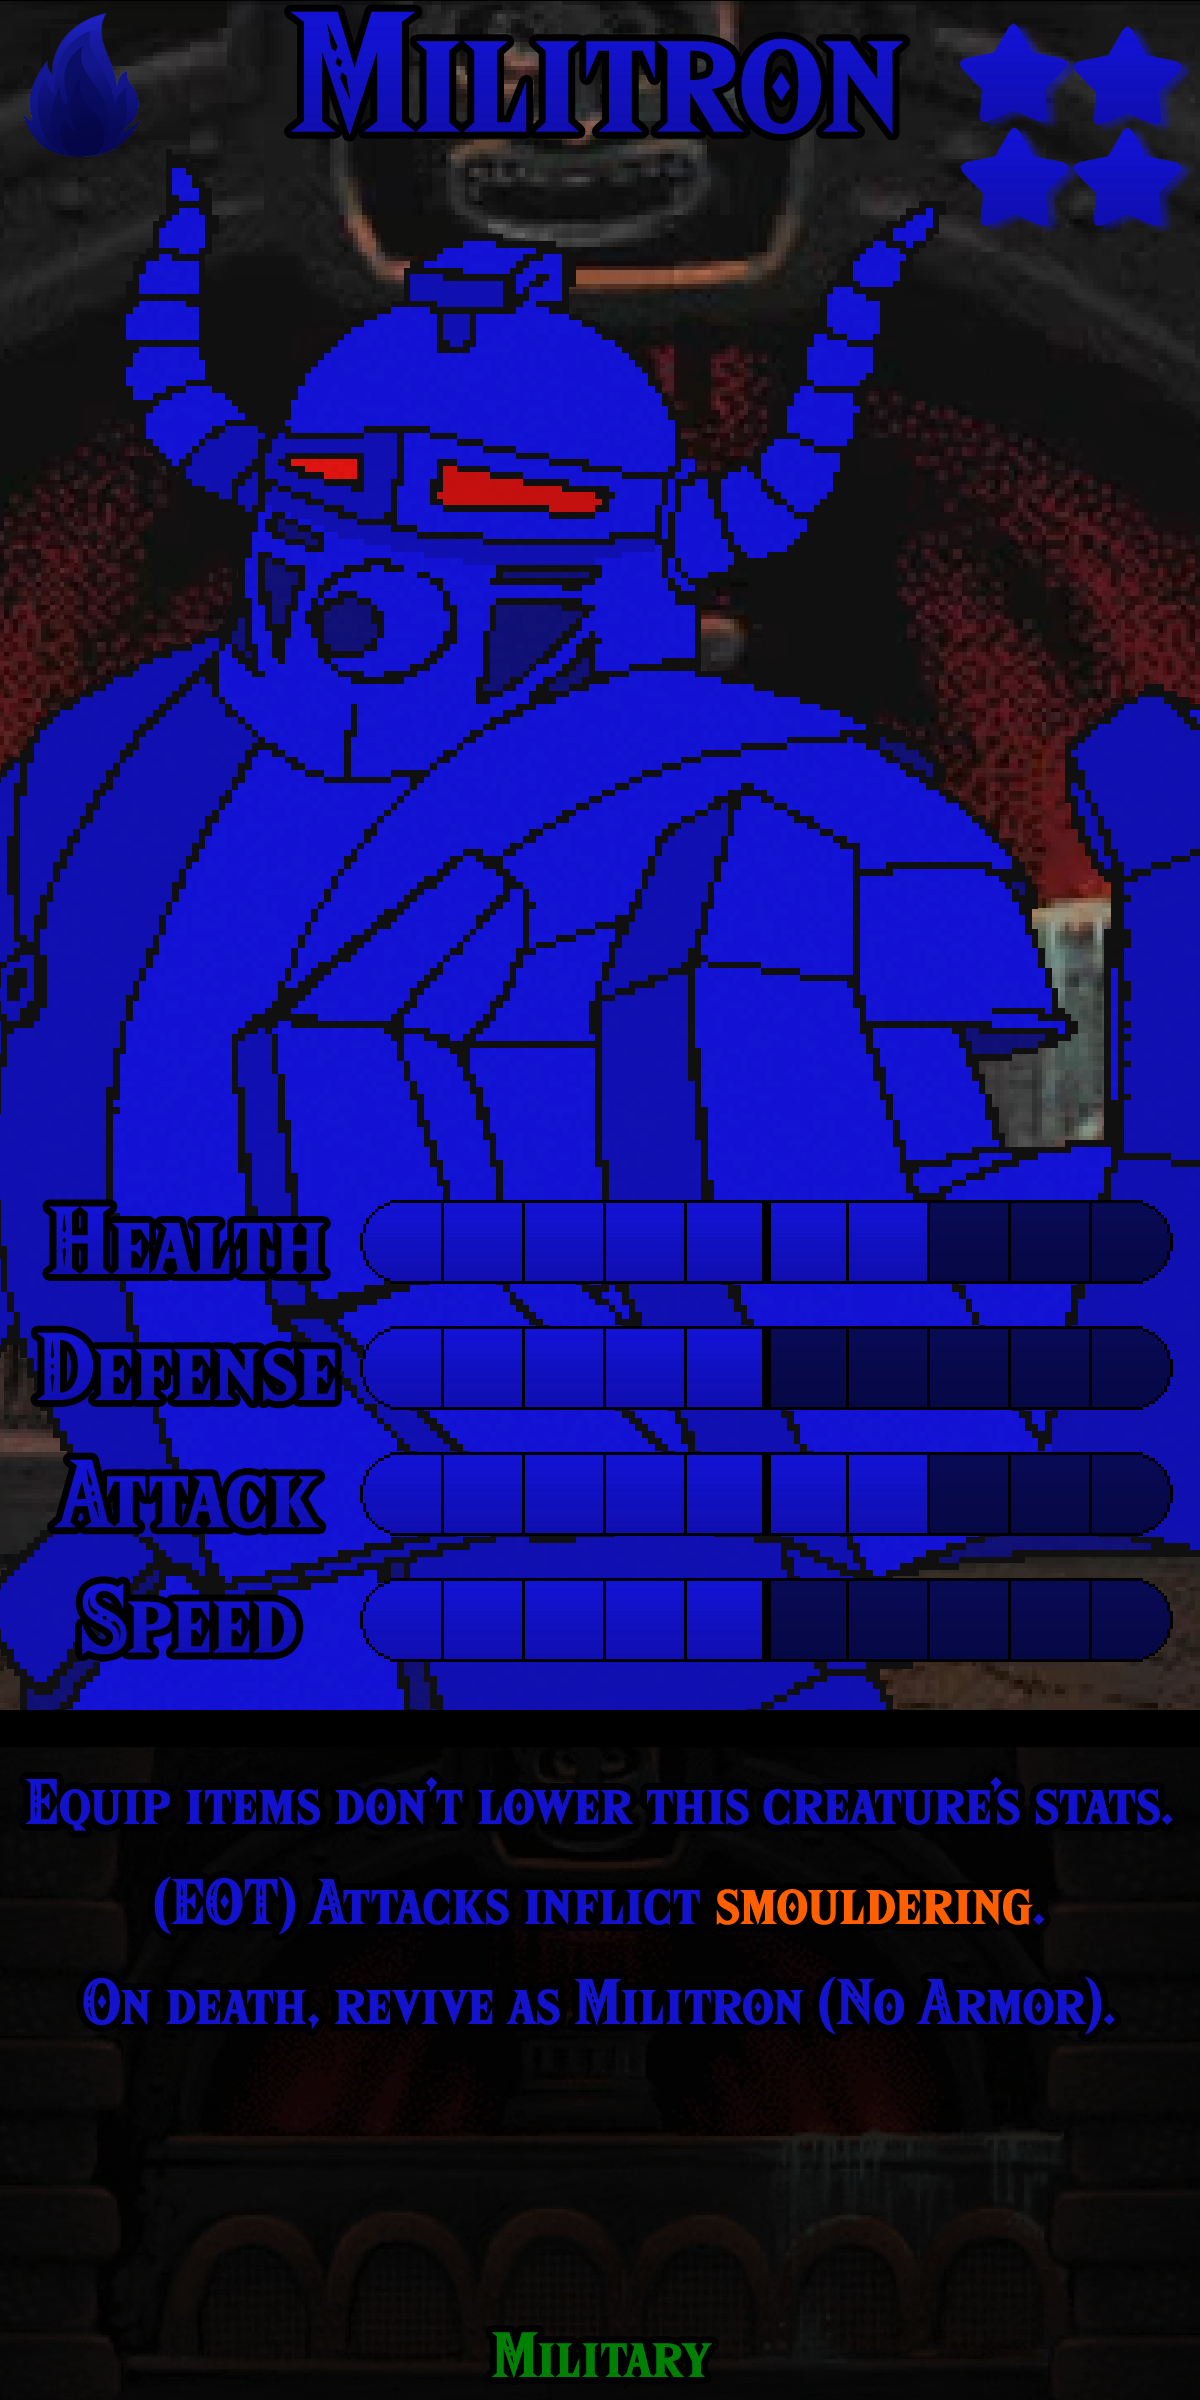 Militron
Health
Defense
Attack
Speed
Equip items don't lower this creature's stats.
(EOT) Attacks inflict smouldering.
On death, revive as Militron (No Armor).
Military